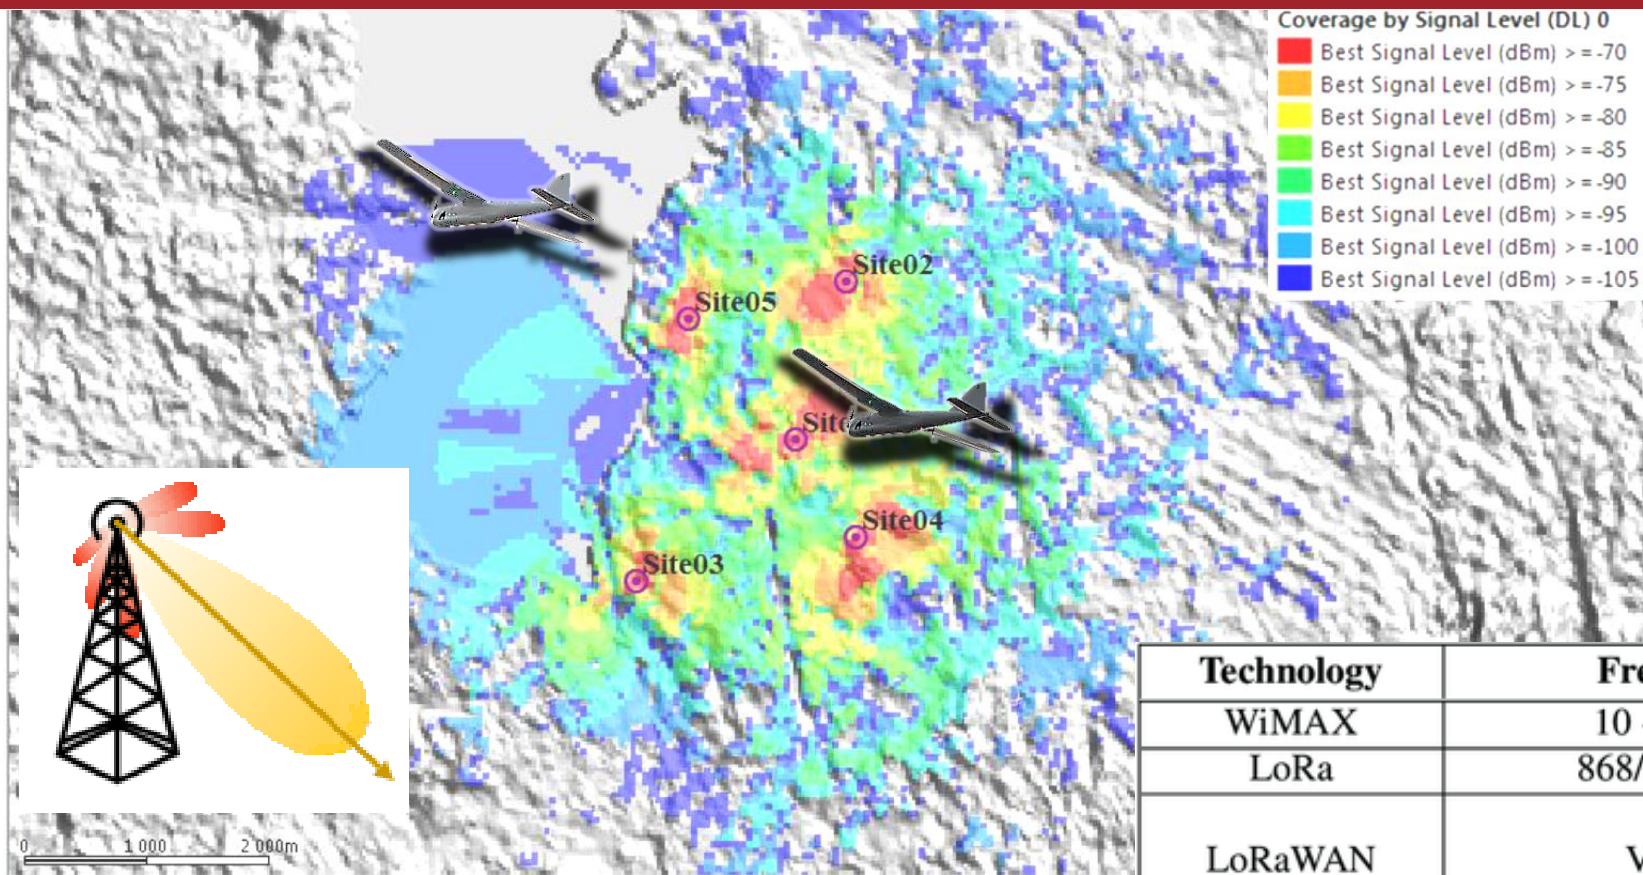 Coverage by Signal Level (DL) 0
Best Signal Level (dBm) >=-70
Best Signal Level (dBm) >=-75
Best Signal Level (dBm) >=-80
Best Signal Level (dBm) >=-85
Best Signal Level (dBm) >=-90
Best Signal Level (dBm) >=-95
Best Signal Level (dBm) >=-100
Best Signal Level (dBm) >=-105
Site02
Site05
Site
Site04
Site03
Technology Fre
WiMAX 10
LoRa 868/
LoRaWAN V
0 1 000 2 000m